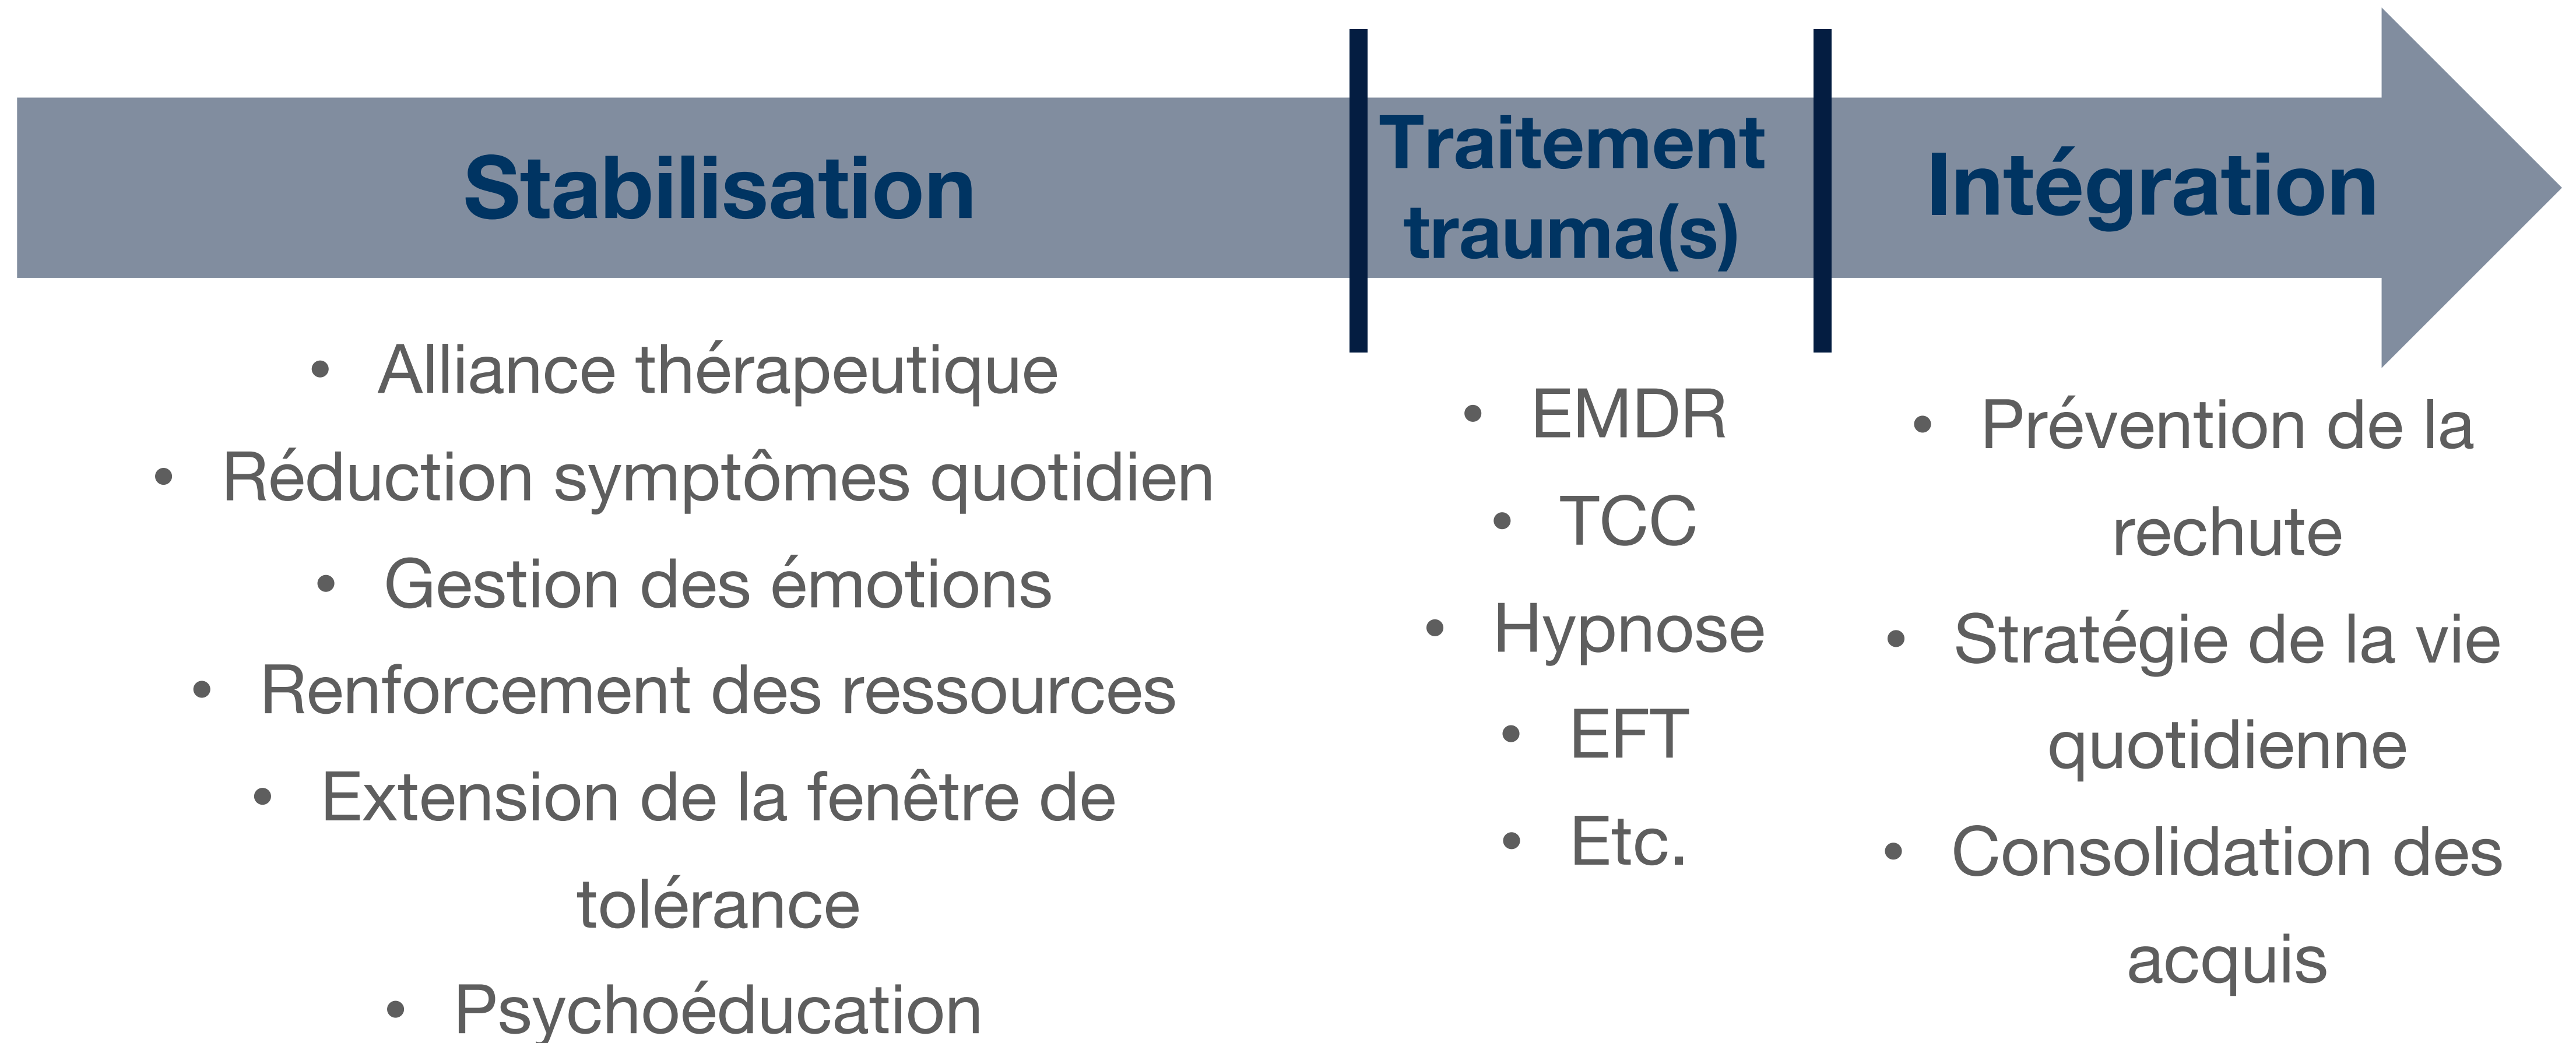 Stabilisation
Traitement
trauma(s)
Intégration
• Alliance thérapeutique
• Réduction symptômes quotidien
• Gestion des émotions
• Renforcement des ressources
• Extension de la fenêtre de
tolérance
• Psychoéducation
• EMDR
• TCC
• Hypnose
• EFT
• Etc.
• Prévention de la
rechute
• Stratégie de la vie
quotidienne
• Consolidation des
acquis